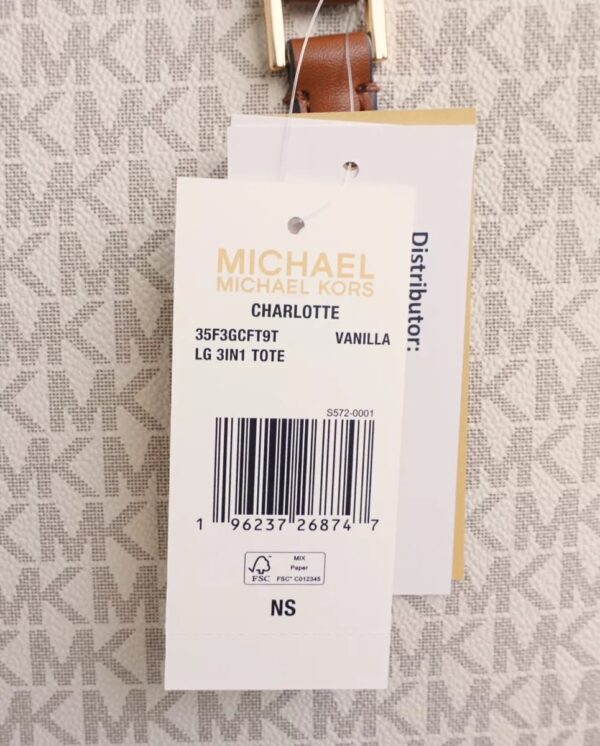 MICHAEL
MICHAEL KORS
CHARLOTTE
35F3GCFT9T VANILLA
LG 3IN1 TOTE
S572-0001
1 96237 26874 7
FSC
MIX
Paper
FSC™ C012345
NS
Distributor: